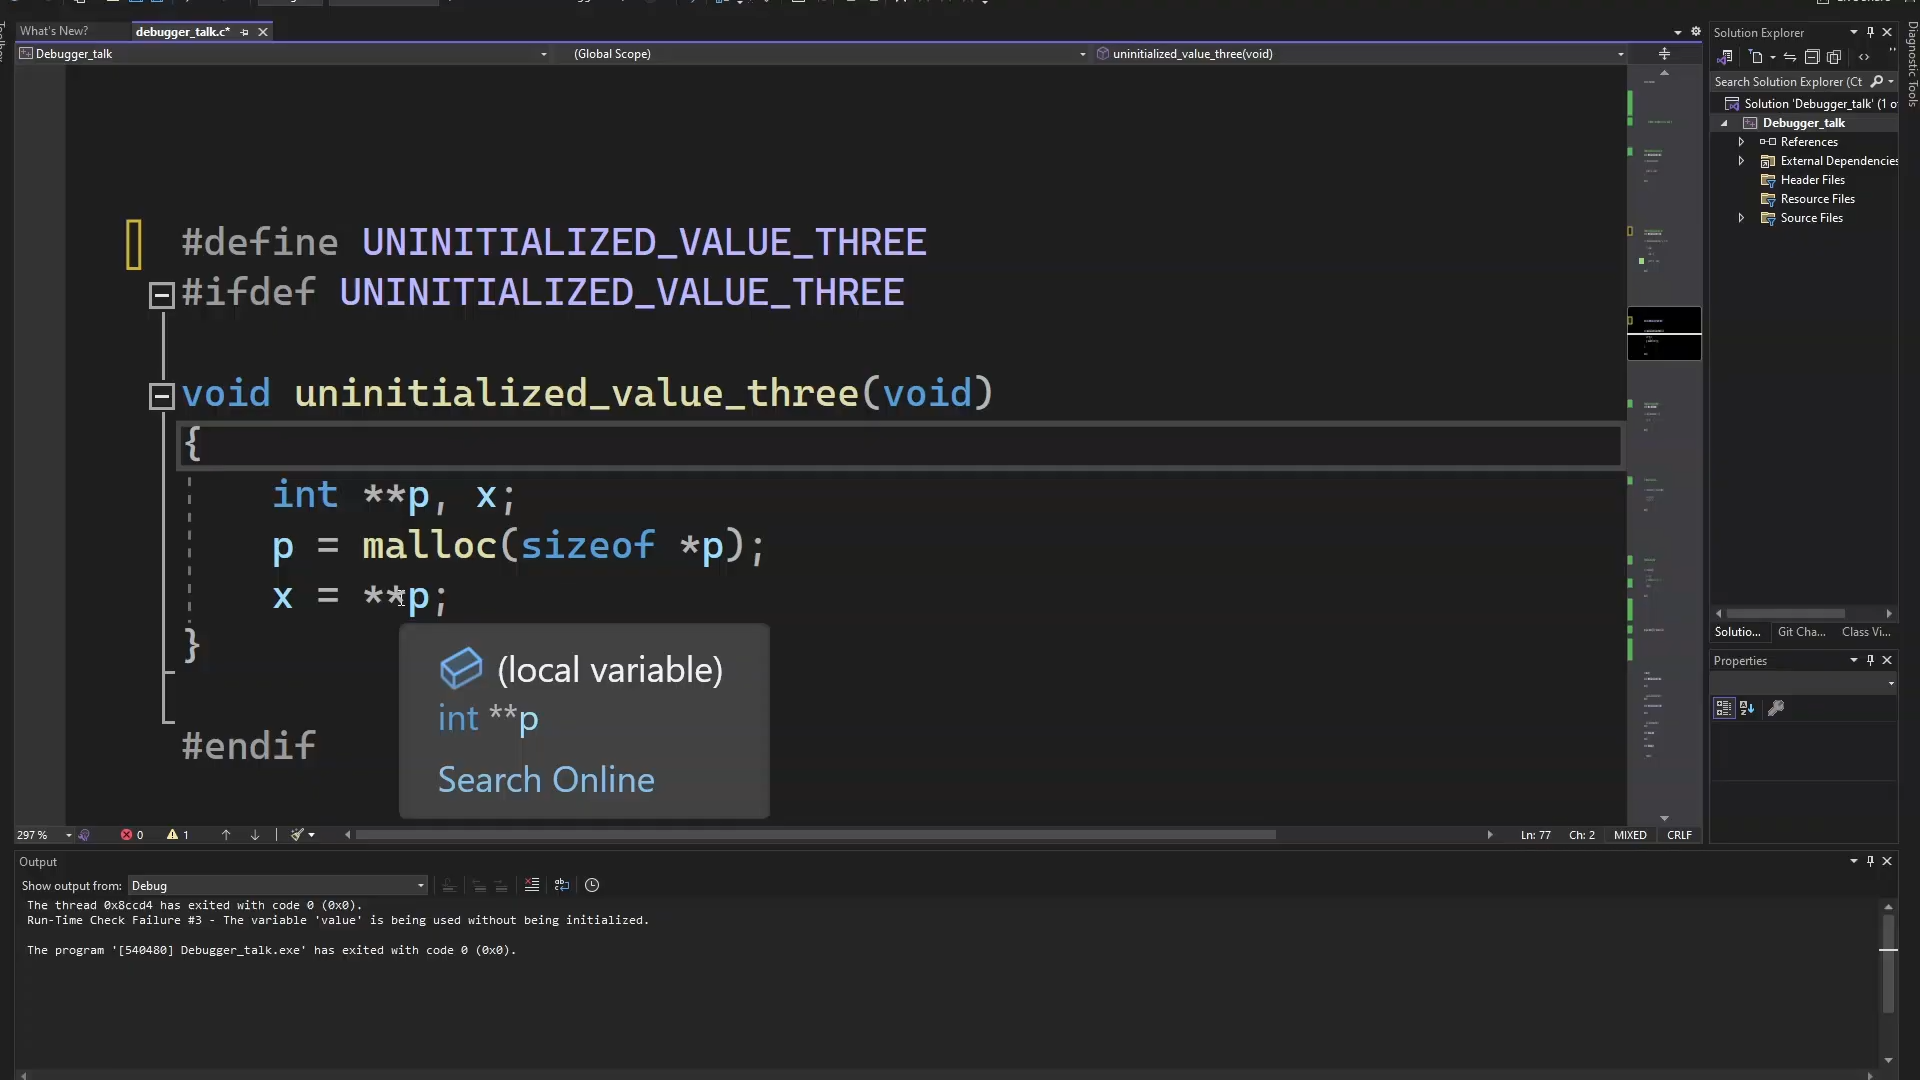 What's New?
debugger_talk.c*
Debugger_talk
(Global Scope)
uninitialized_value_three(void)
#define UNINITIALIZED_VALUE_THREE
#ifdef UNINITIALIZED_VALUE_THREE
void uninitialized_value_three(void)
{
int **p, x;
p = malloc(sizeof *p);
x = **p;
}
#endif
(local variable)
int **p
Search Online
297 %
0
1
Ln: 77
Ch: 2
MIXED
CRLF
Output
Show output from:
Debug
The thread 0x8ccd4 has exited with code 0 (0x0).
Run-Time Check Failure #3 - The variable 'value' is being used without being initialized.
The program '[540480] Debugger_talk.exe' has exited with code 0 (0x0).
Solution Explorer
Search Solution Explorer (Ct
Solution 'Debugger_talk' (1 o
Debugger_talk
References
External Dependencies
Header Files
Resource Files
Source Files
Solutio...
Git Cha...
Class Vi...
Properties
Diagnostic Tools